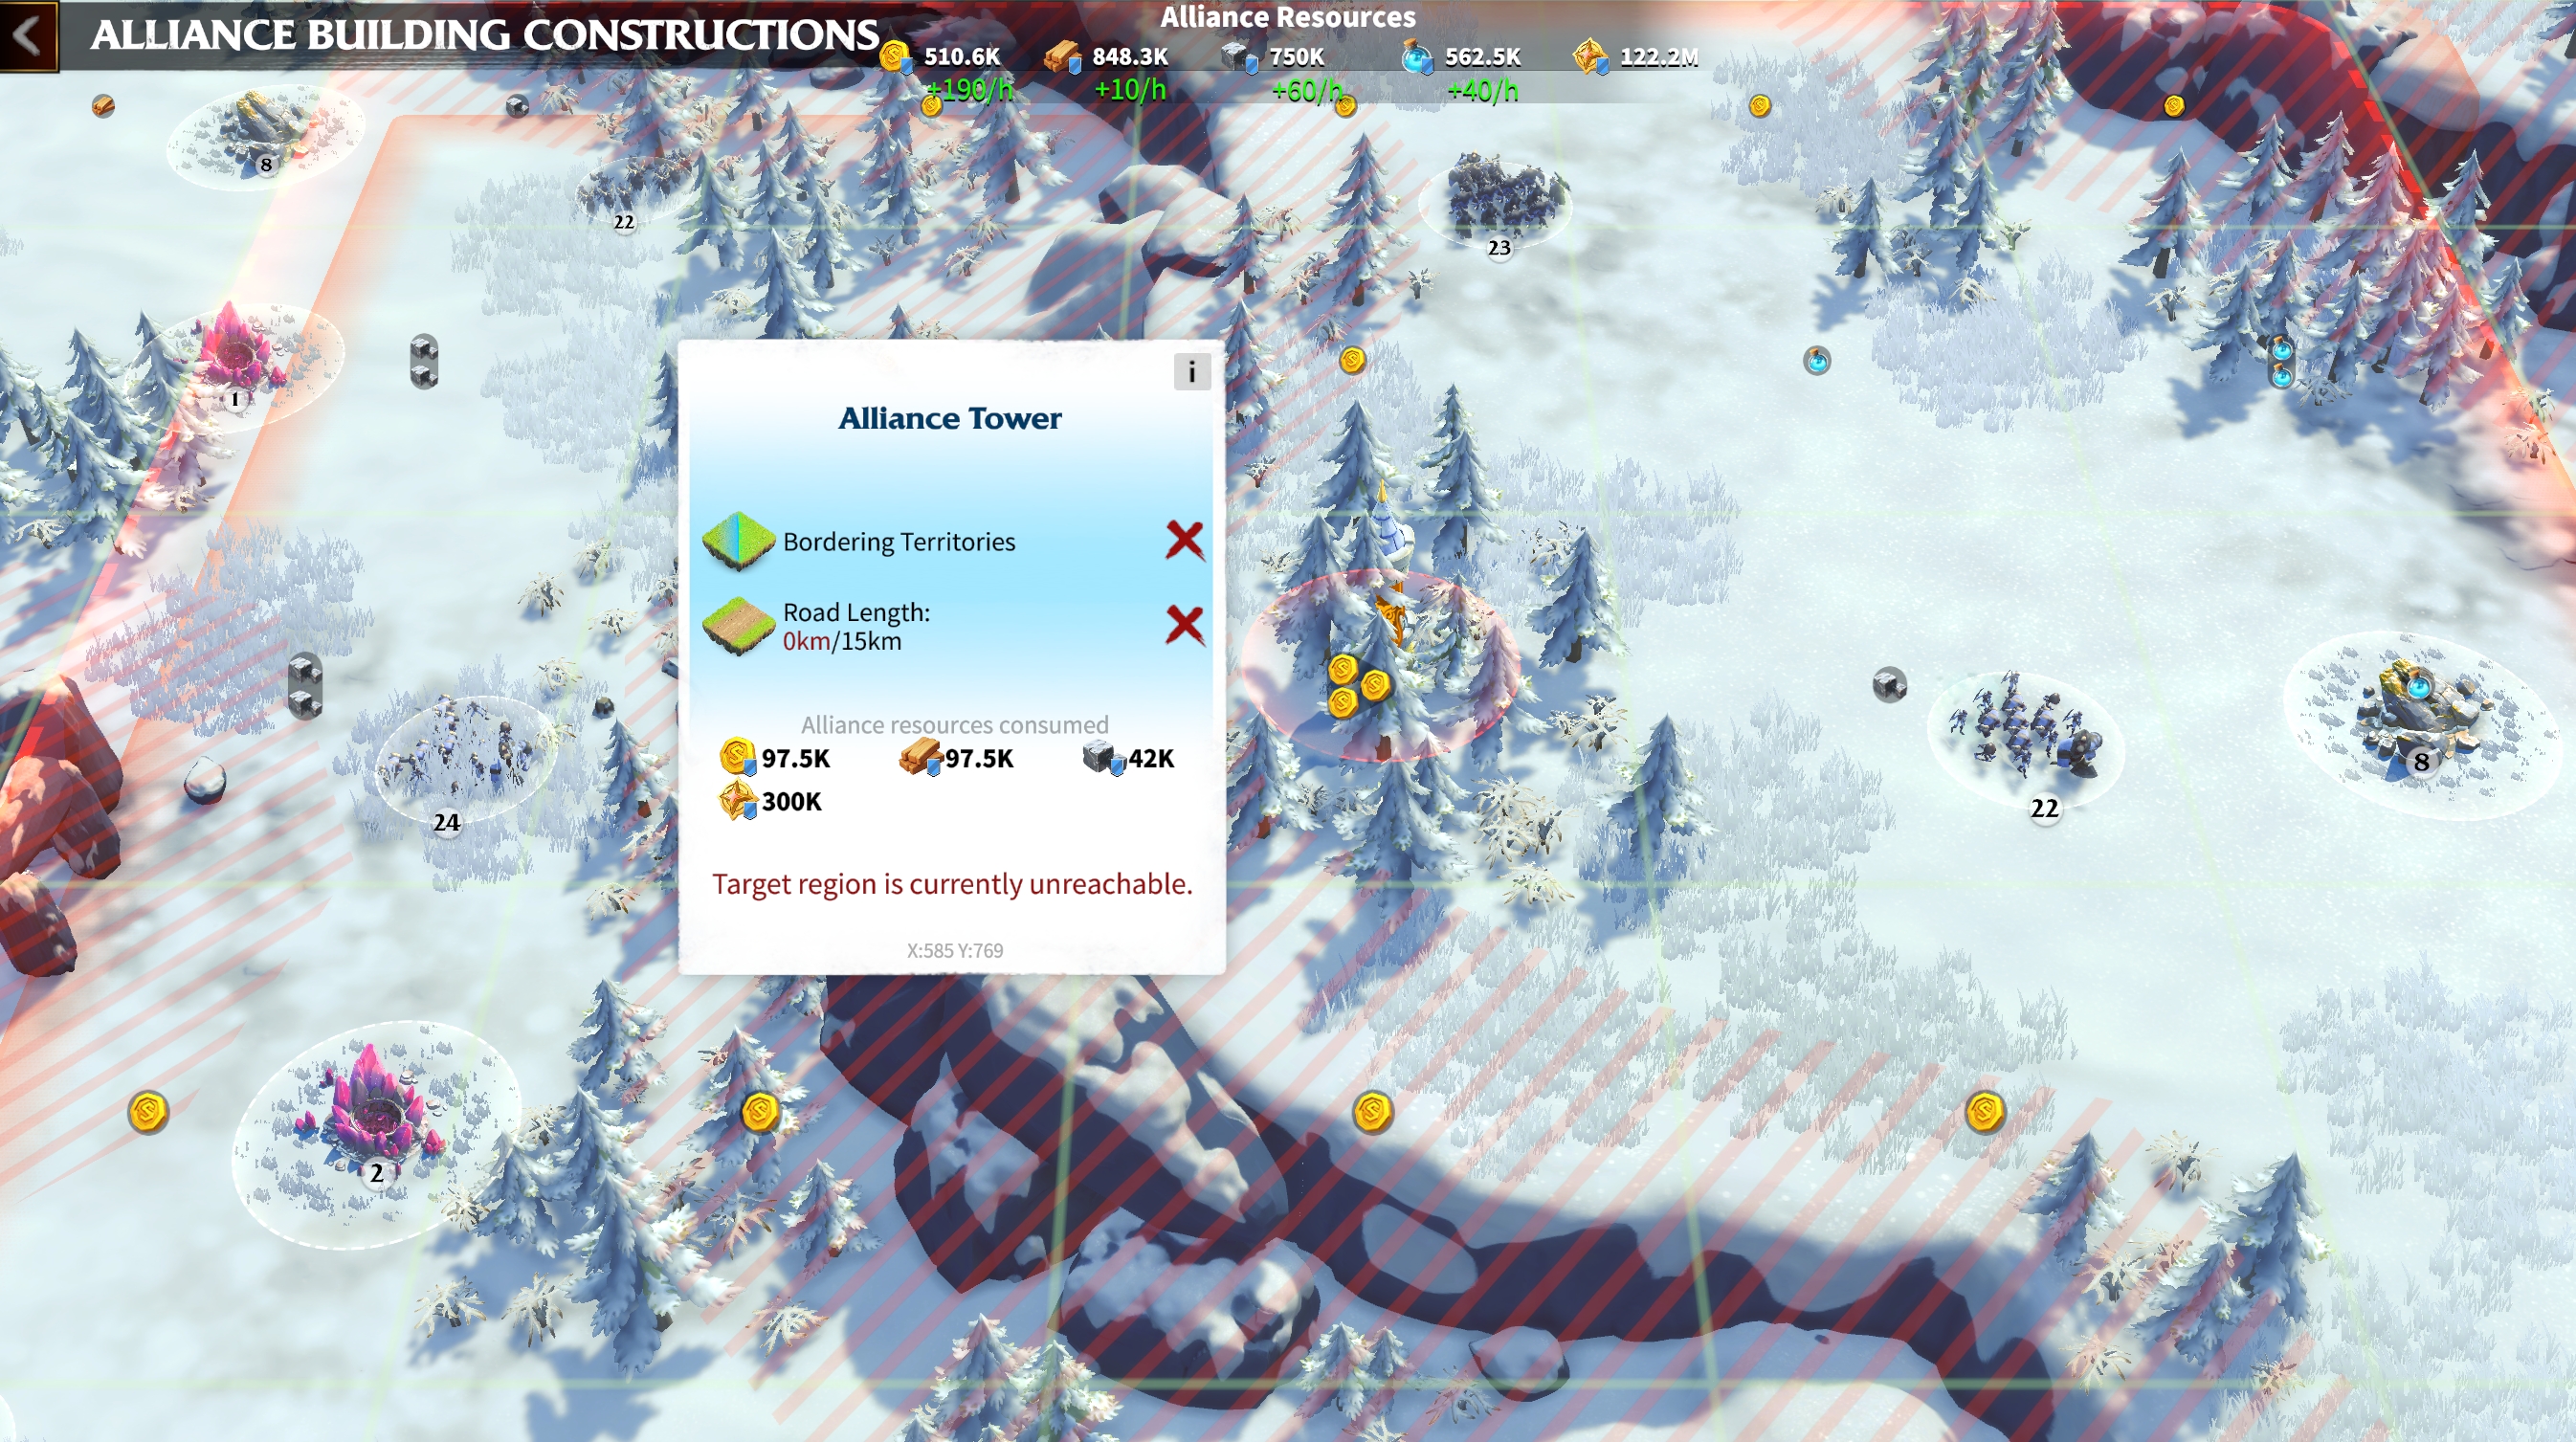 ALLIANCE BUILDING CONSTRUCTIONS
Alliance Resources
510.6K 848.3K 750K 562.5K 122.2M
+190/h +10/h +60/h +40/h
8
22
23
1
i
Alliance Tower
Bordering Territories
Road Length:
0km/15km
Alliance resources consumed
97.5K 97.5K 42K
300K
24
22
8
Target region is currently unreachable.
X:585 Y:769
2